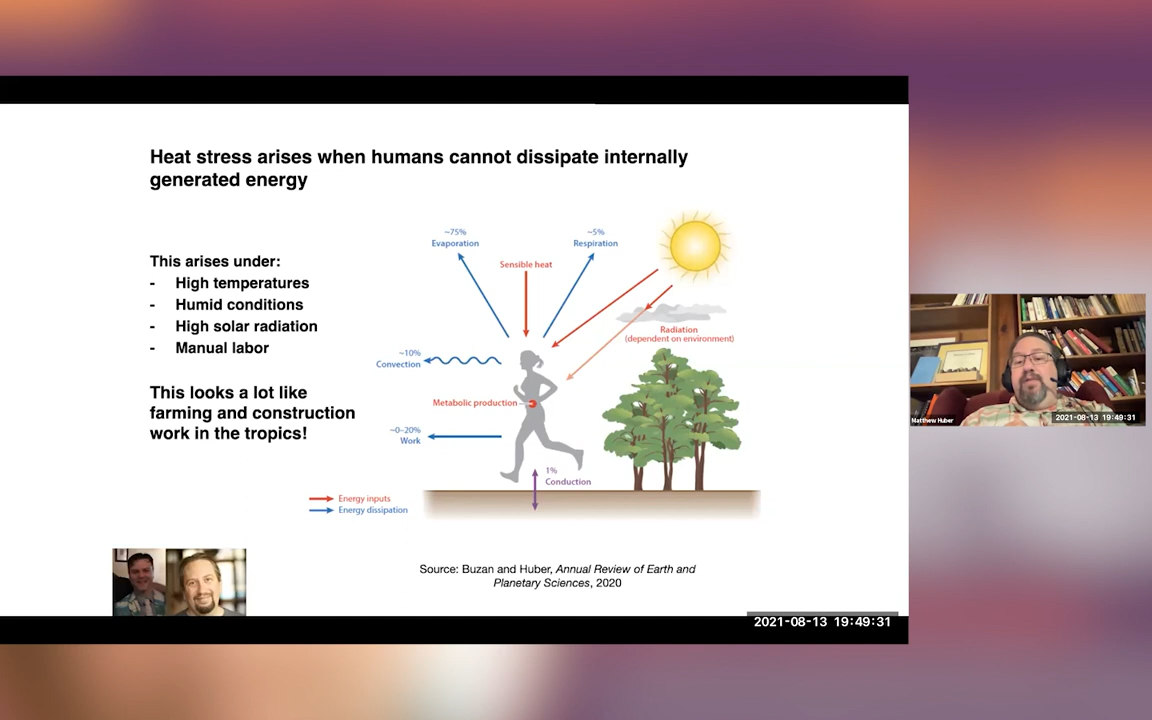 Heat stress arises when humans cannot dissipate internally
generated energy
This arises under:
- High temperatures
- Humid conditions
- High solar radiation
- Manual labor
This looks a lot like
farming and construction
work in the tropics!
~75%
Evaporation
~5%
Respiration
Sensible heat
Radiation
(dependent on environment)
~10%
Convection
Metabolic production
~0–20%
Work
1%
Conduction
Energy inputs
Energy dissipation
Source: Buzan and Huber, Annual Review of Earth and
Planetary Sciences, 2020
2021-08-13 19:49:31
Matthew Huber
2021-08-13 19:49:31